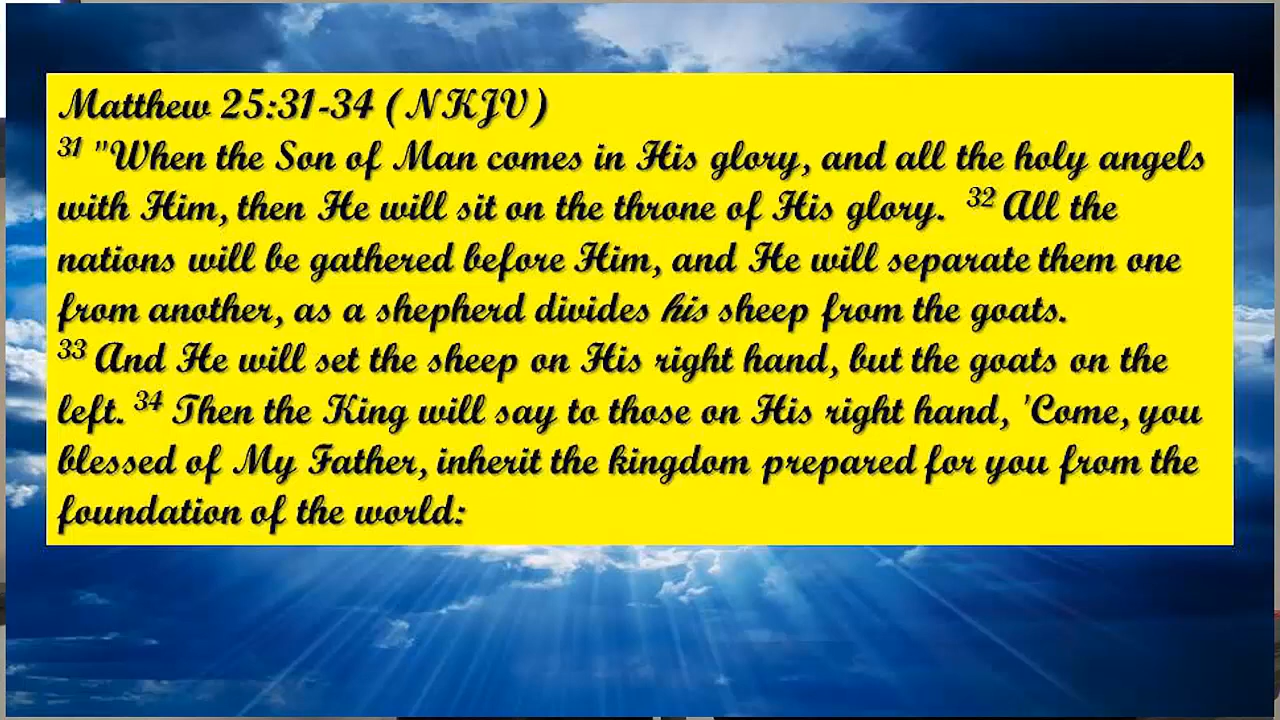 Matthew 25:31-34 (NKJV)
31 "When the Son of Man comes in His glory, and all the holy angels
with Him, then He will sit on the throne of His glory. 32 All the
nations will be gathered before Him, and He will separate them one
from another, as a shepherd divides his sheep from the goats.
33 And He will set the sheep on His right hand, but the goats on the
left. 34 Then the King will say to those on His right hand, 'Come, you
blessed of My Father, inherit the kingdom prepared for you from the
foundation of the world: